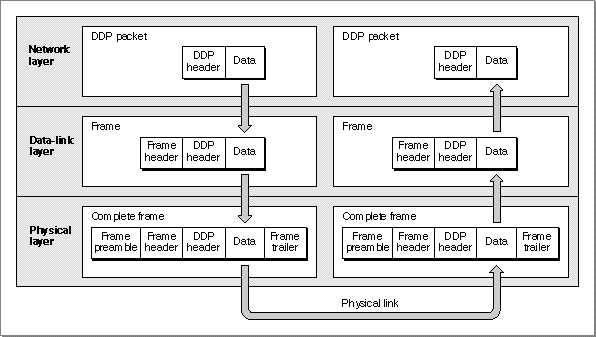 Network layer
DDP packet
DDP header
Data
DDP packet
DDP header
Data
Data-link layer
Frame
Frame header
DDP header
Data
Frame
Frame header
DDP header
Data
Physical layer
Complete frame
Frame preamble
Frame header
DDP header
Data
Frame trailer
Complete frame
Frame preamble
Frame header
DDP header
Data
Frame trailer
Physical link